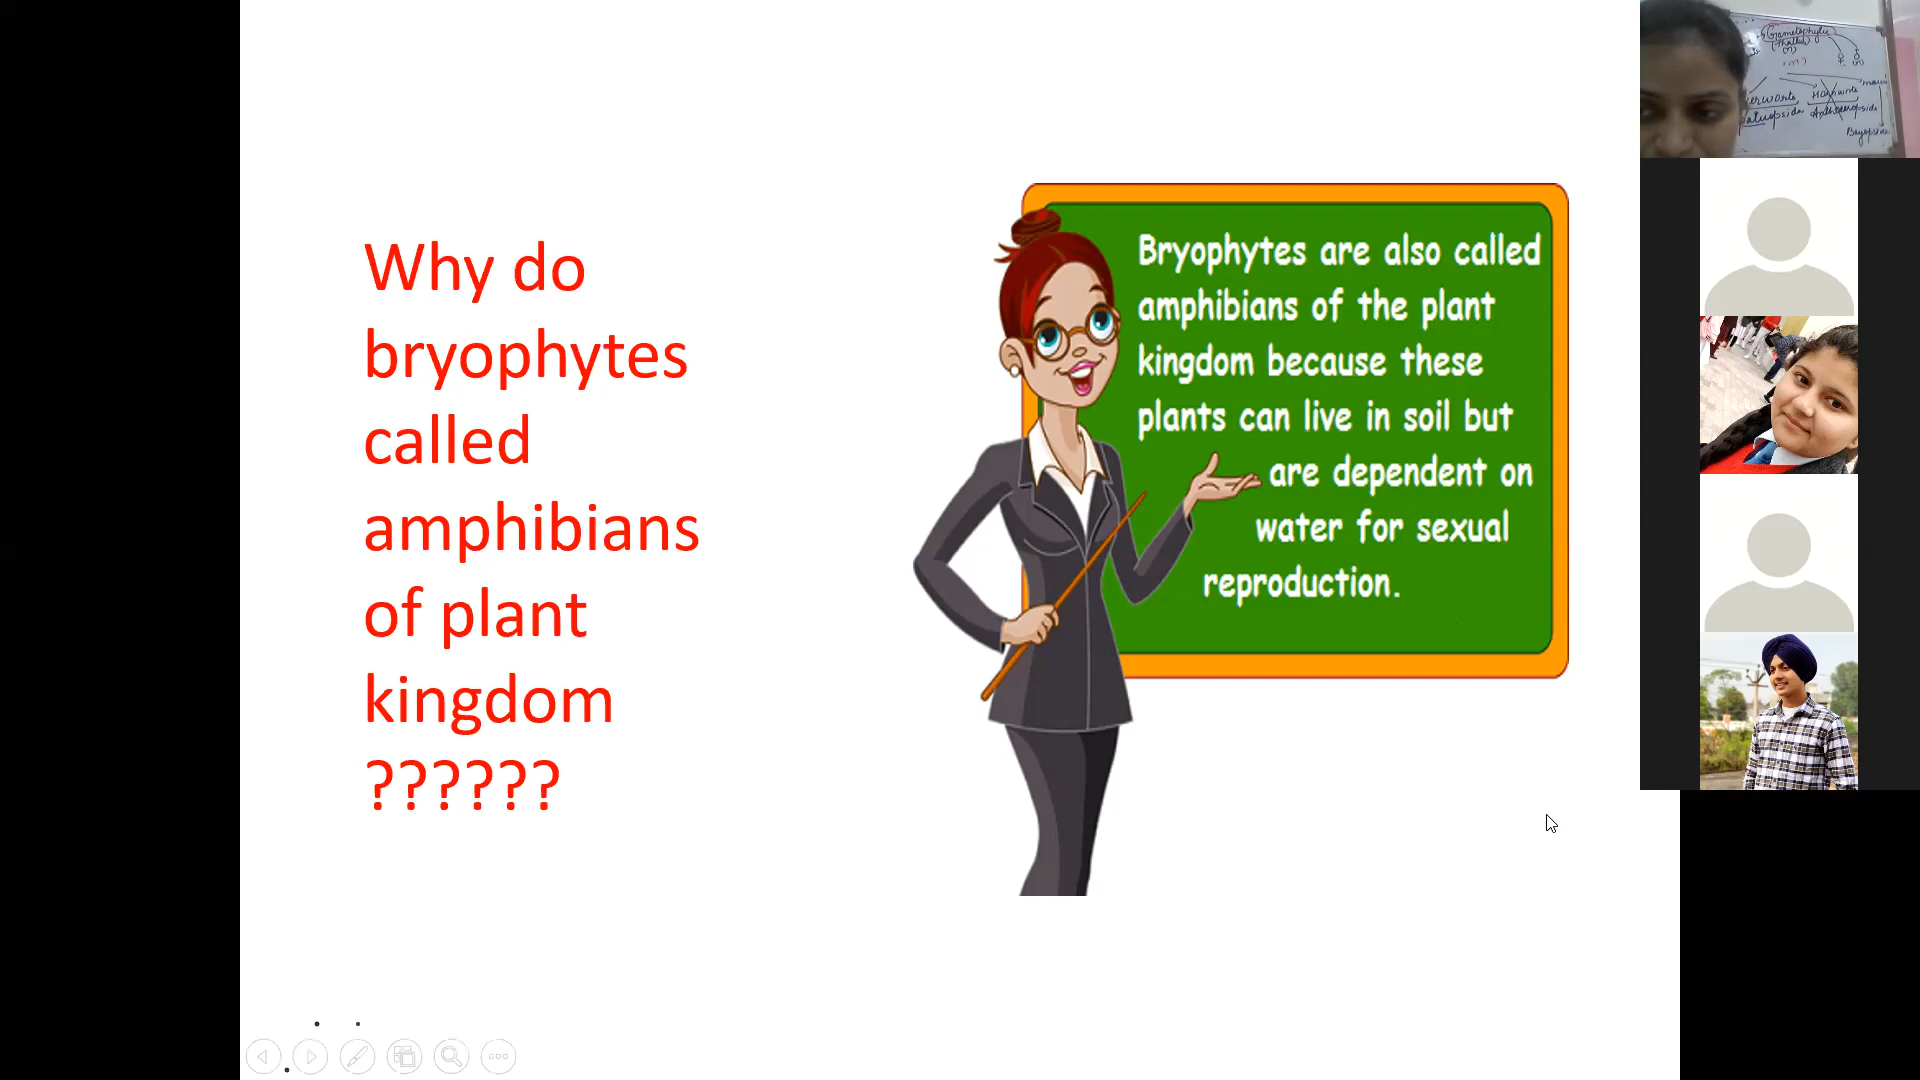 Why do
bryophytes
called
amphibians
of plant
kingdom
??????
Bryophytes are also called
amphibians of the plant
kingdom because these
plants can live in soil but
are dependent on
water for sexual
reproduction.
Gametophytic